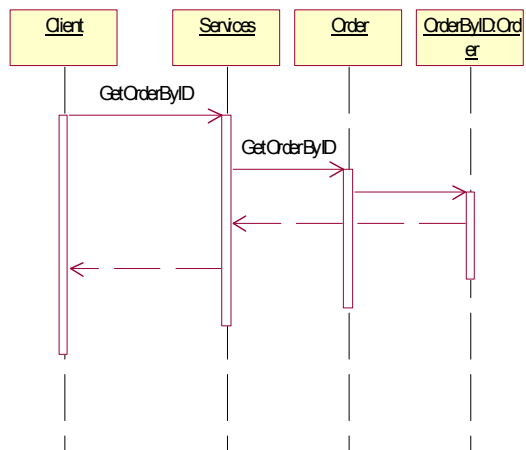 Client
Services
Order
OrderByID:Ord
er
GetOrderByID
GetOrderByID